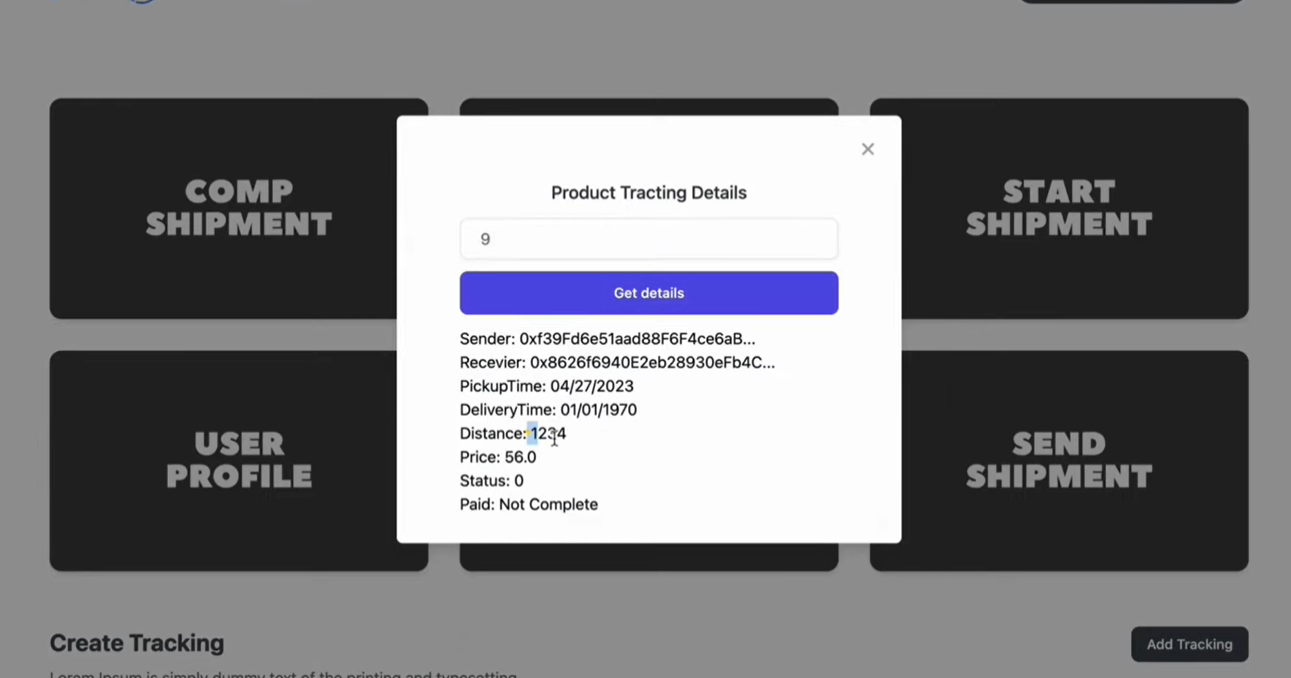 COMP
SHIPMENT
START
SHIPMENT
Product Tracting Details
9
Get details
Sender: 0xf39Fd6e51aad88F6F4ce6aB...
Recevier: 0x8626f6940E2eb28930eFb4C...
PickupTime: 04/27/2023
DeliveryTime: 01/01/1970
Distance: 1234
Price: 56.0
Status: 0
Paid: Not Complete
USER
PROFILE
SEND
SHIPMENT
Create Tracking
Add Tracking
Lorem Ipsum is simply dummy text of the printing and typesetting